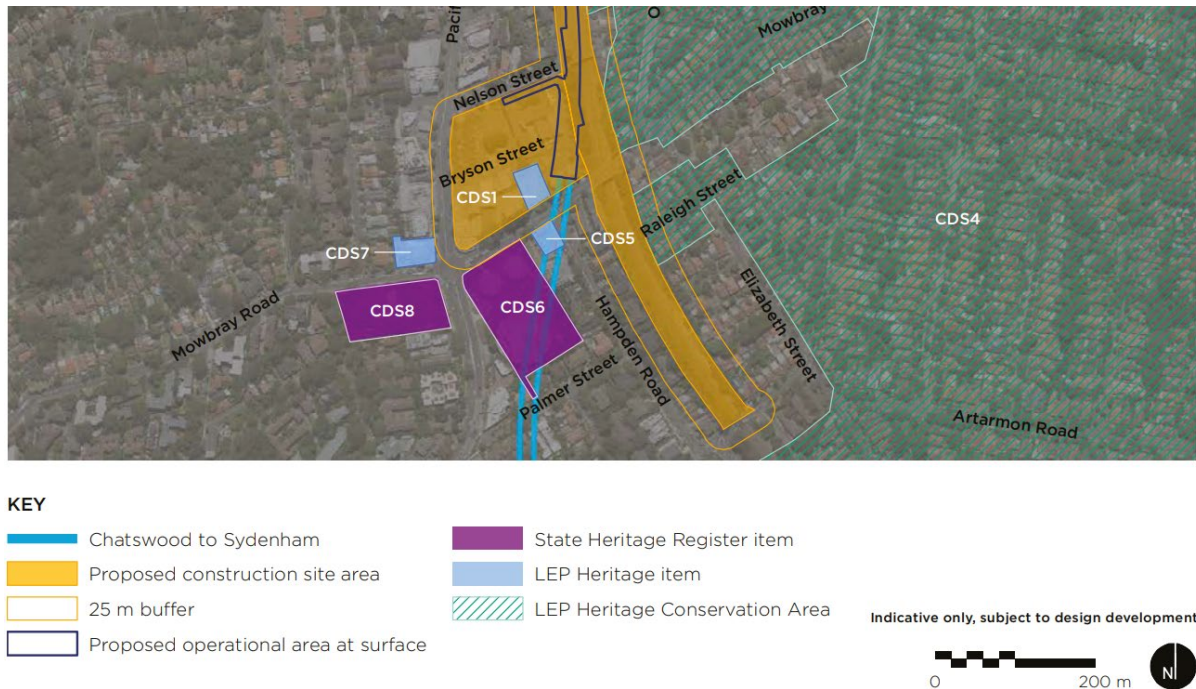 Pacif
O
Mowbray
Nelson Street
Bryson Street
CDS1
Raleigh Street
CDS4
CDS5
CDS7
CDS6
CDS8
Mowbray Road
Hampden Road
Elizabeth Street
Palmer Street
Artarmon Road
KEY
Chatswood to Sydenham
Proposed construction site area
25 m buffer
Proposed operational area at surface
State Heritage Register item
LEP Heritage item
LEP Heritage Conservation Area
Indicative only, subject to design development
0 200 m
N